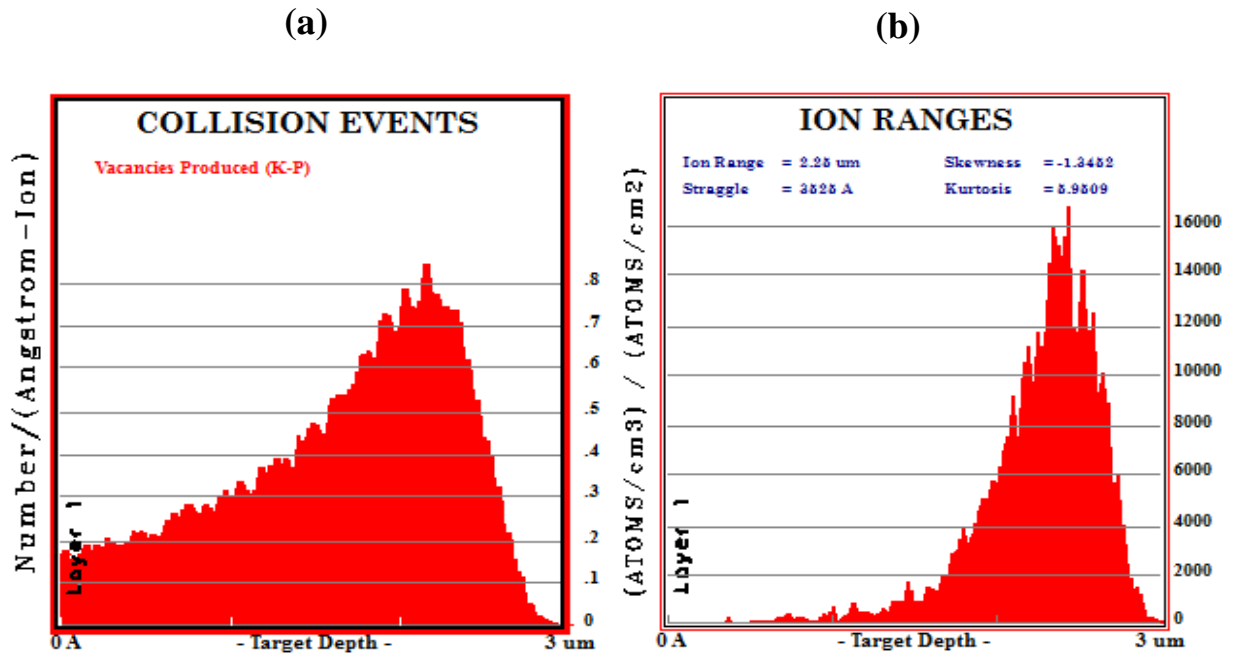 (a)
COLLISION EVENTS
Vacancies Produced (K-P)
Number/(Angstrom-Ion)
.8
.7
.6
.5
.4
.3
.2
.1
0
Layer 1
0 A
- Target Depth -
3 um
(b)
ION RANGES
Ion Range = 2.25 um Skewness =-1.3452
Straggle = 3525 A Kurtosis =5.9509
(ATOMS/cm3) / (ATOMS/cm2)
16000
14000
12000
10000
8000
6000
4000
2000
0
Layer 1
0 A
- Target Depth -
3 um